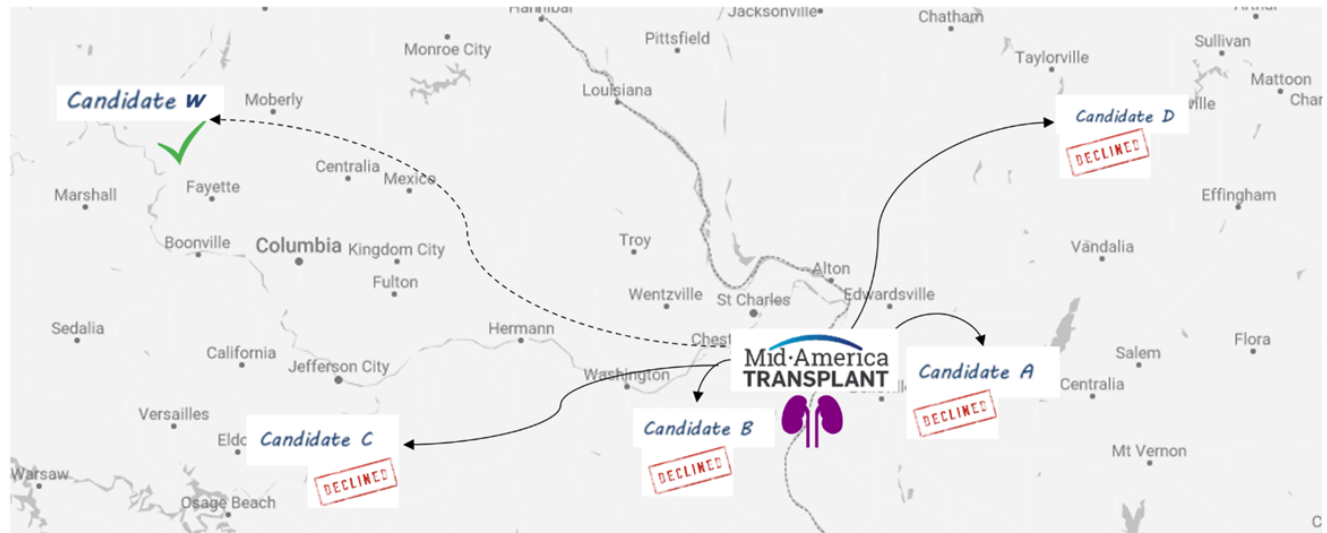 Hannibal
Jacksonville
Chatham
Monroe City
Pittsfield
Sullivan
Taylorville
Mattoon
Louisiana
Candidate W
Moberly
Candidate D
DECLINED
Centralia
Mexico
Marshall
Fayette
Effingham
Boonville
Columbia
Kingdom City
Troy
Vandalia
Fulton
Alton
Wentzville
St Charles
Edwardsville
Sedalia
Hermann
Chest
Flora
California
Jefferson City
Mid-America
TRANSPLANT
Salem
Washington
Candidate A
Centralia
DECLINED
Versailles
Candidate B
Eldo
Candidate C
DECLINED
Mt Vernon
Warsaw
DECLINED
Osage Beach